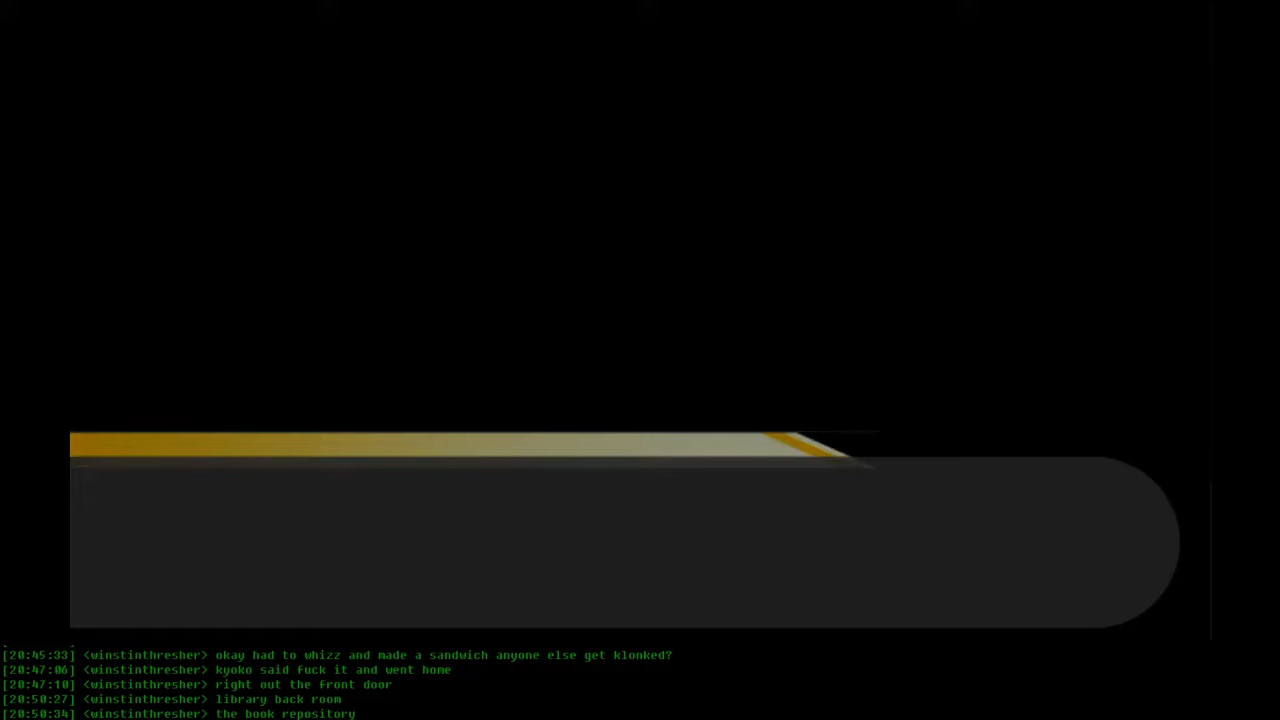 [20:45:33] <winstinthresher> okay had to whizz and made a sandwich anyone else get klonked?
[20:47:06] <winstinthresher> kyoko said fuck it and went home
[20:47:10] <winstinthresher> right out the front door
[20:50:27] <winstinthresher> library back room
[20:50:34] <winstinthresher> the book repository